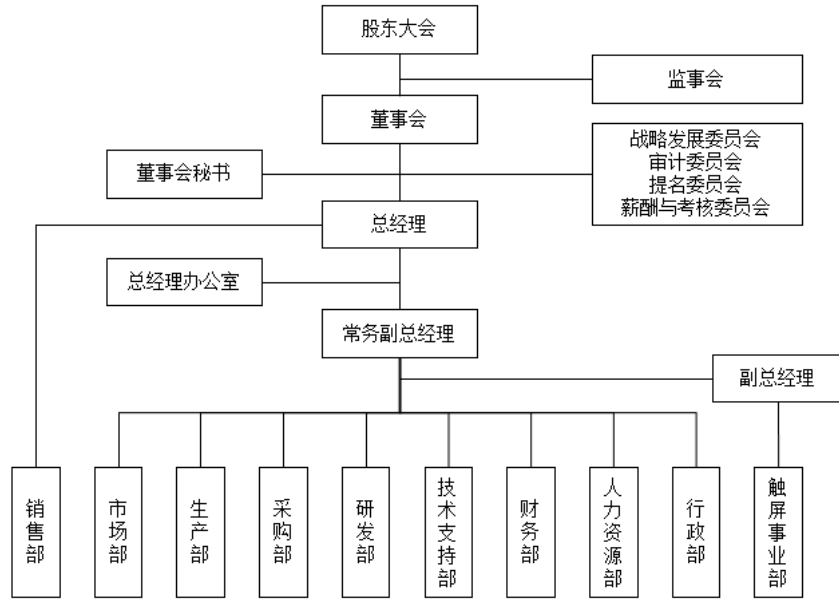 股东大会
监事会
董事会
战略发展委员会
审计委员会
提名委员会
薪酬与考核委员会
董事会秘书
总经理
总经理办公室
常务副总经理
副总经理
销售部
市场部
生产部
采购部
研发部
技术支持部
财务部
人力资源部
行政部
触屏事业部